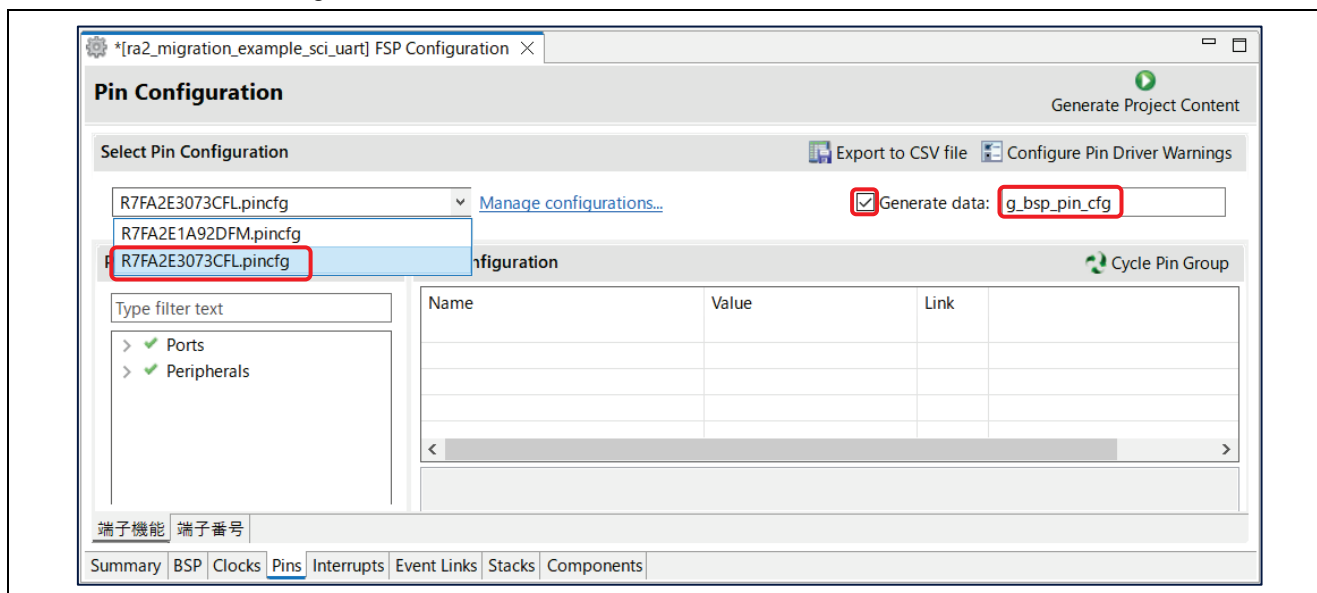 *[ra2_migration_example_sci_uart] FSP Configuration
Pin Configuration
Generate Project Content
Select Pin Configuration
Export to CSV file
Configure Pin Driver Warnings
R7FA2E3073CFL.pincfg
Manage configurations...
Generate data:
g_bsp_pin_cfg
R7FA2E1A92DFM.pincfg
R7FA2E3073CFL.pincfg
nfiguration
Cycle Pin Group
Type filter text
Name Value Link
Ports
Peripherals
端子機能 端子番号
Summary BSP Clocks Pins Interrupts Event Links Stacks Components